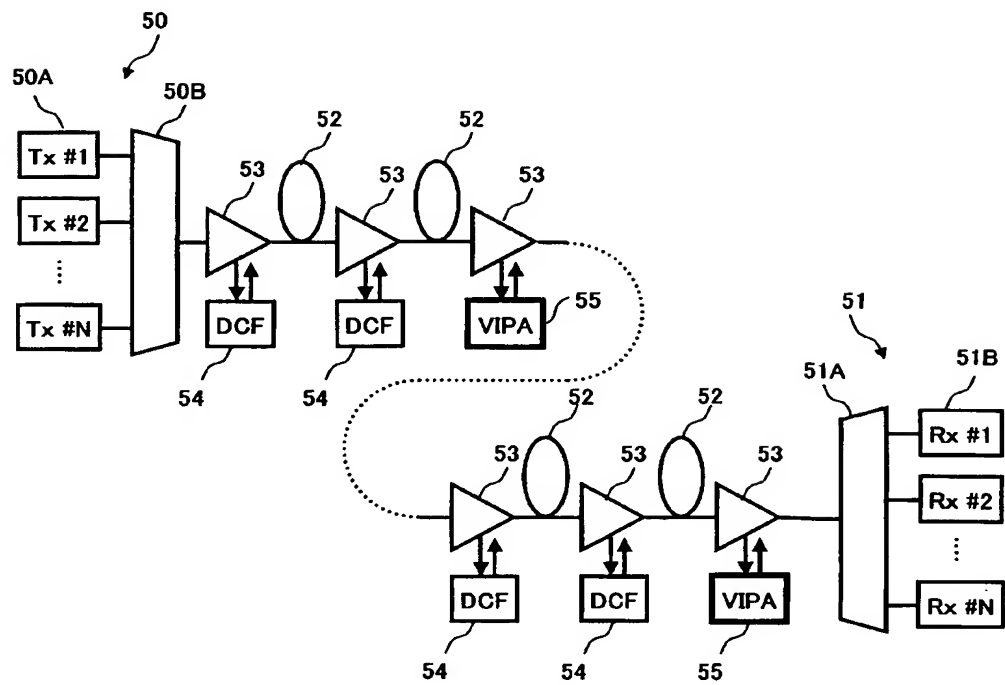 50
50A
50B
52
52
53
53
53
Tx #1
Tx #2
Tx #N
DCF
DCF
VIPA
55
54
54
51
51A
51B
52
52
53
53
53
Rx #1
Rx #2
Rx #N
DCF
DCF
VIPA
54
54
55